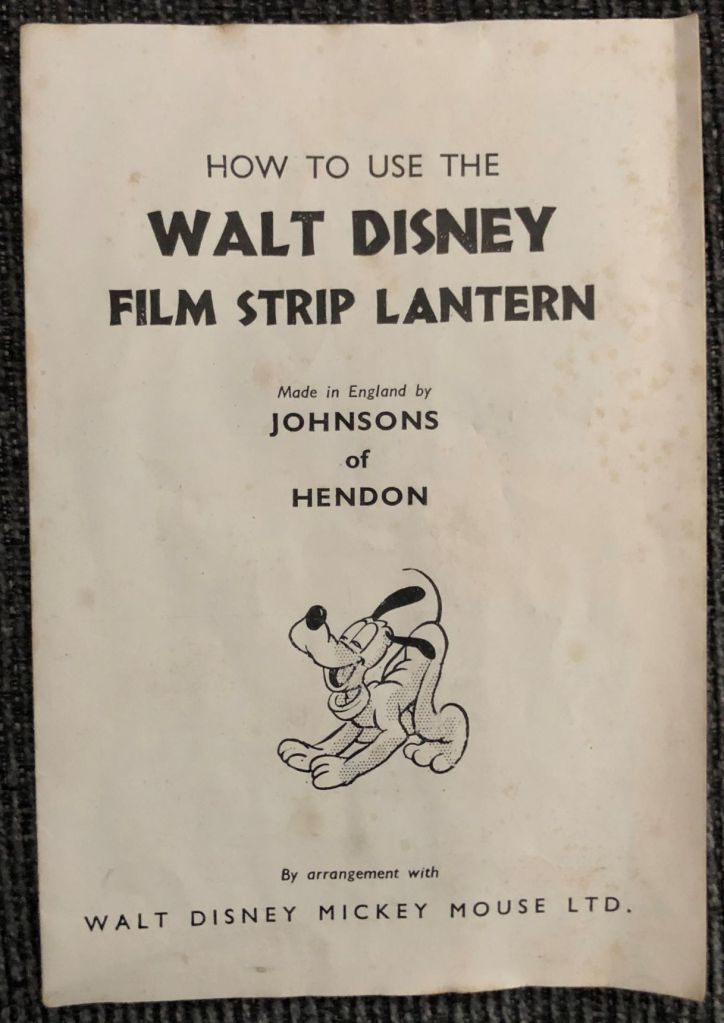 HOW TO USE THE
WALT DISNEY
FILM STRIP LANTERN
Made in England by
JOHNSONS
of
HENDON
By arrangement with
WALT DISNEY MICKEY MOUSE LTD.